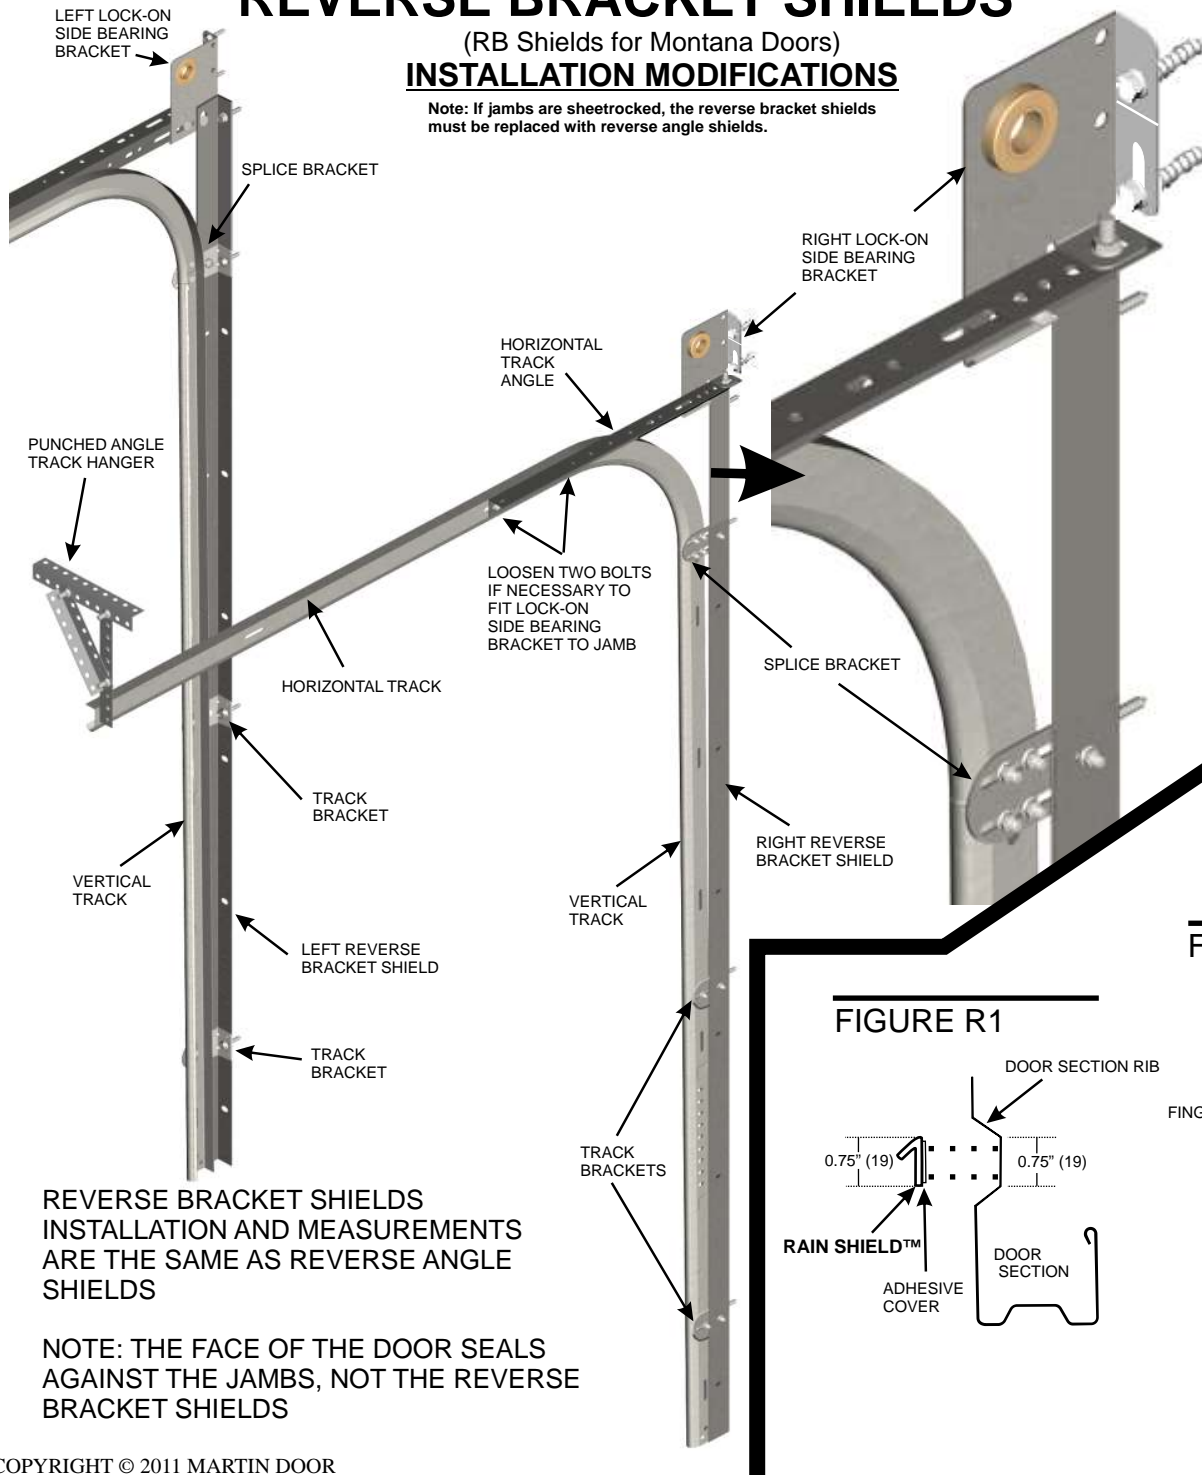 REVERSE BRACKET SHIELDS
(RB Shields for Montana Doors)
INSTALLATION MODIFICATIONS
Note: If jambs are sheetrocked, the reverse bracket shields
must be replaced with reverse angle shields.
LEFT LOCK-ON
SIDE BEARING
BRACKET
SPLICE BRACKET
RIGHT LOCK-ON
SIDE BEARING
BRACKET
HORIZONTAL
TRACK
ANGLE
PUNCHED ANGLE
TRACK HANGER
LOOSEN TWO BOLTS
IF NECESSARY TO
FIT LOCK-ON
SIDE BEARING
BRACKET TO JAMB
SPLICE BRACKET
HORIZONTAL TRACK
TRACK
BRACKET
RIGHT REVERSE
BRACKET SHIELD
VERTICAL
TRACK
VERTICAL
TRACK
LEFT REVERSE
BRACKET SHIELD
TRACK
BRACKET
TRACK
BRACKETS
FIGURE R1
DOOR SECTION RIB
0.75" (19)
0.75" (19)
RAIN SHIELD™
ADHESIVE
COVER
DOOR
SECTION
F
FING
REVERSE BRACKET SHIELDS
INSTALLATION AND MEASUREMENTS
ARE THE SAME AS REVERSE ANGLE
SHIELDS
NOTE: THE FACE OF THE DOOR SEALS
AGAINST THE JAMBS, NOT THE REVERSE
BRACKET SHIELDS
COPYRIGHT © 2011 MARTIN DOOR